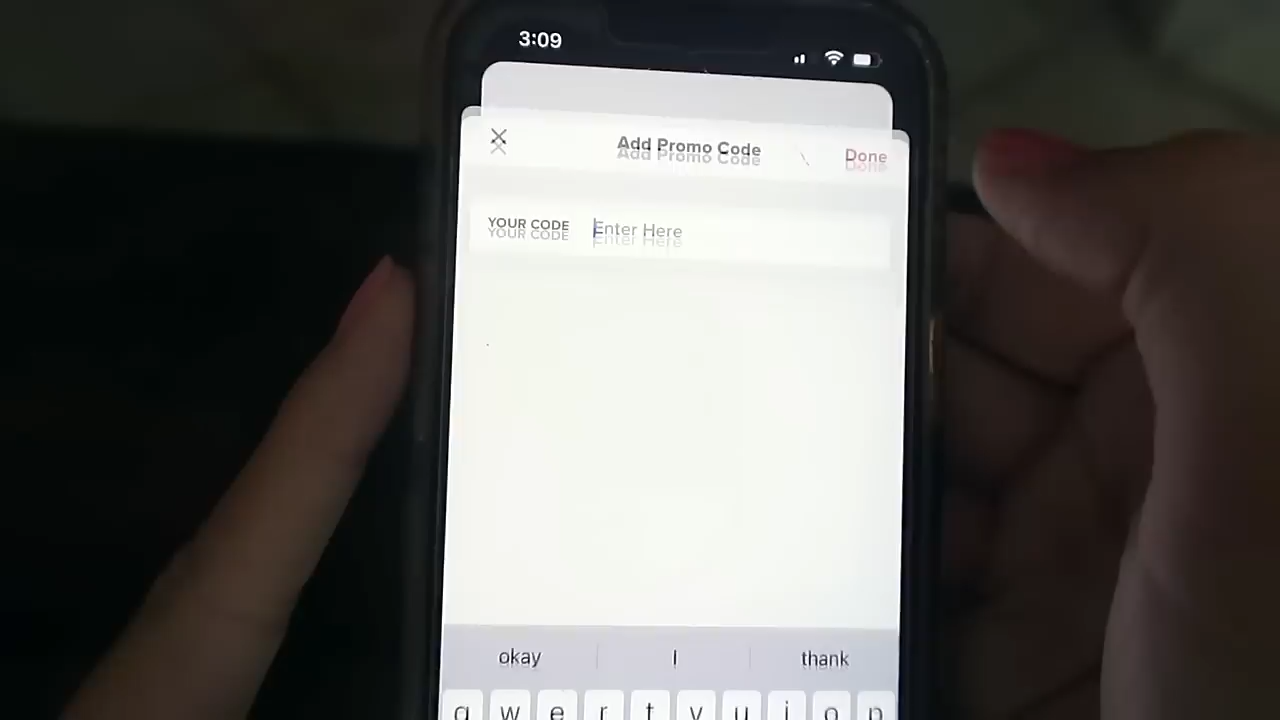 3:09
Add Promo Code
Done
YOUR CODE
Enter Here
okay
I
thank
q w e r t y u i o p